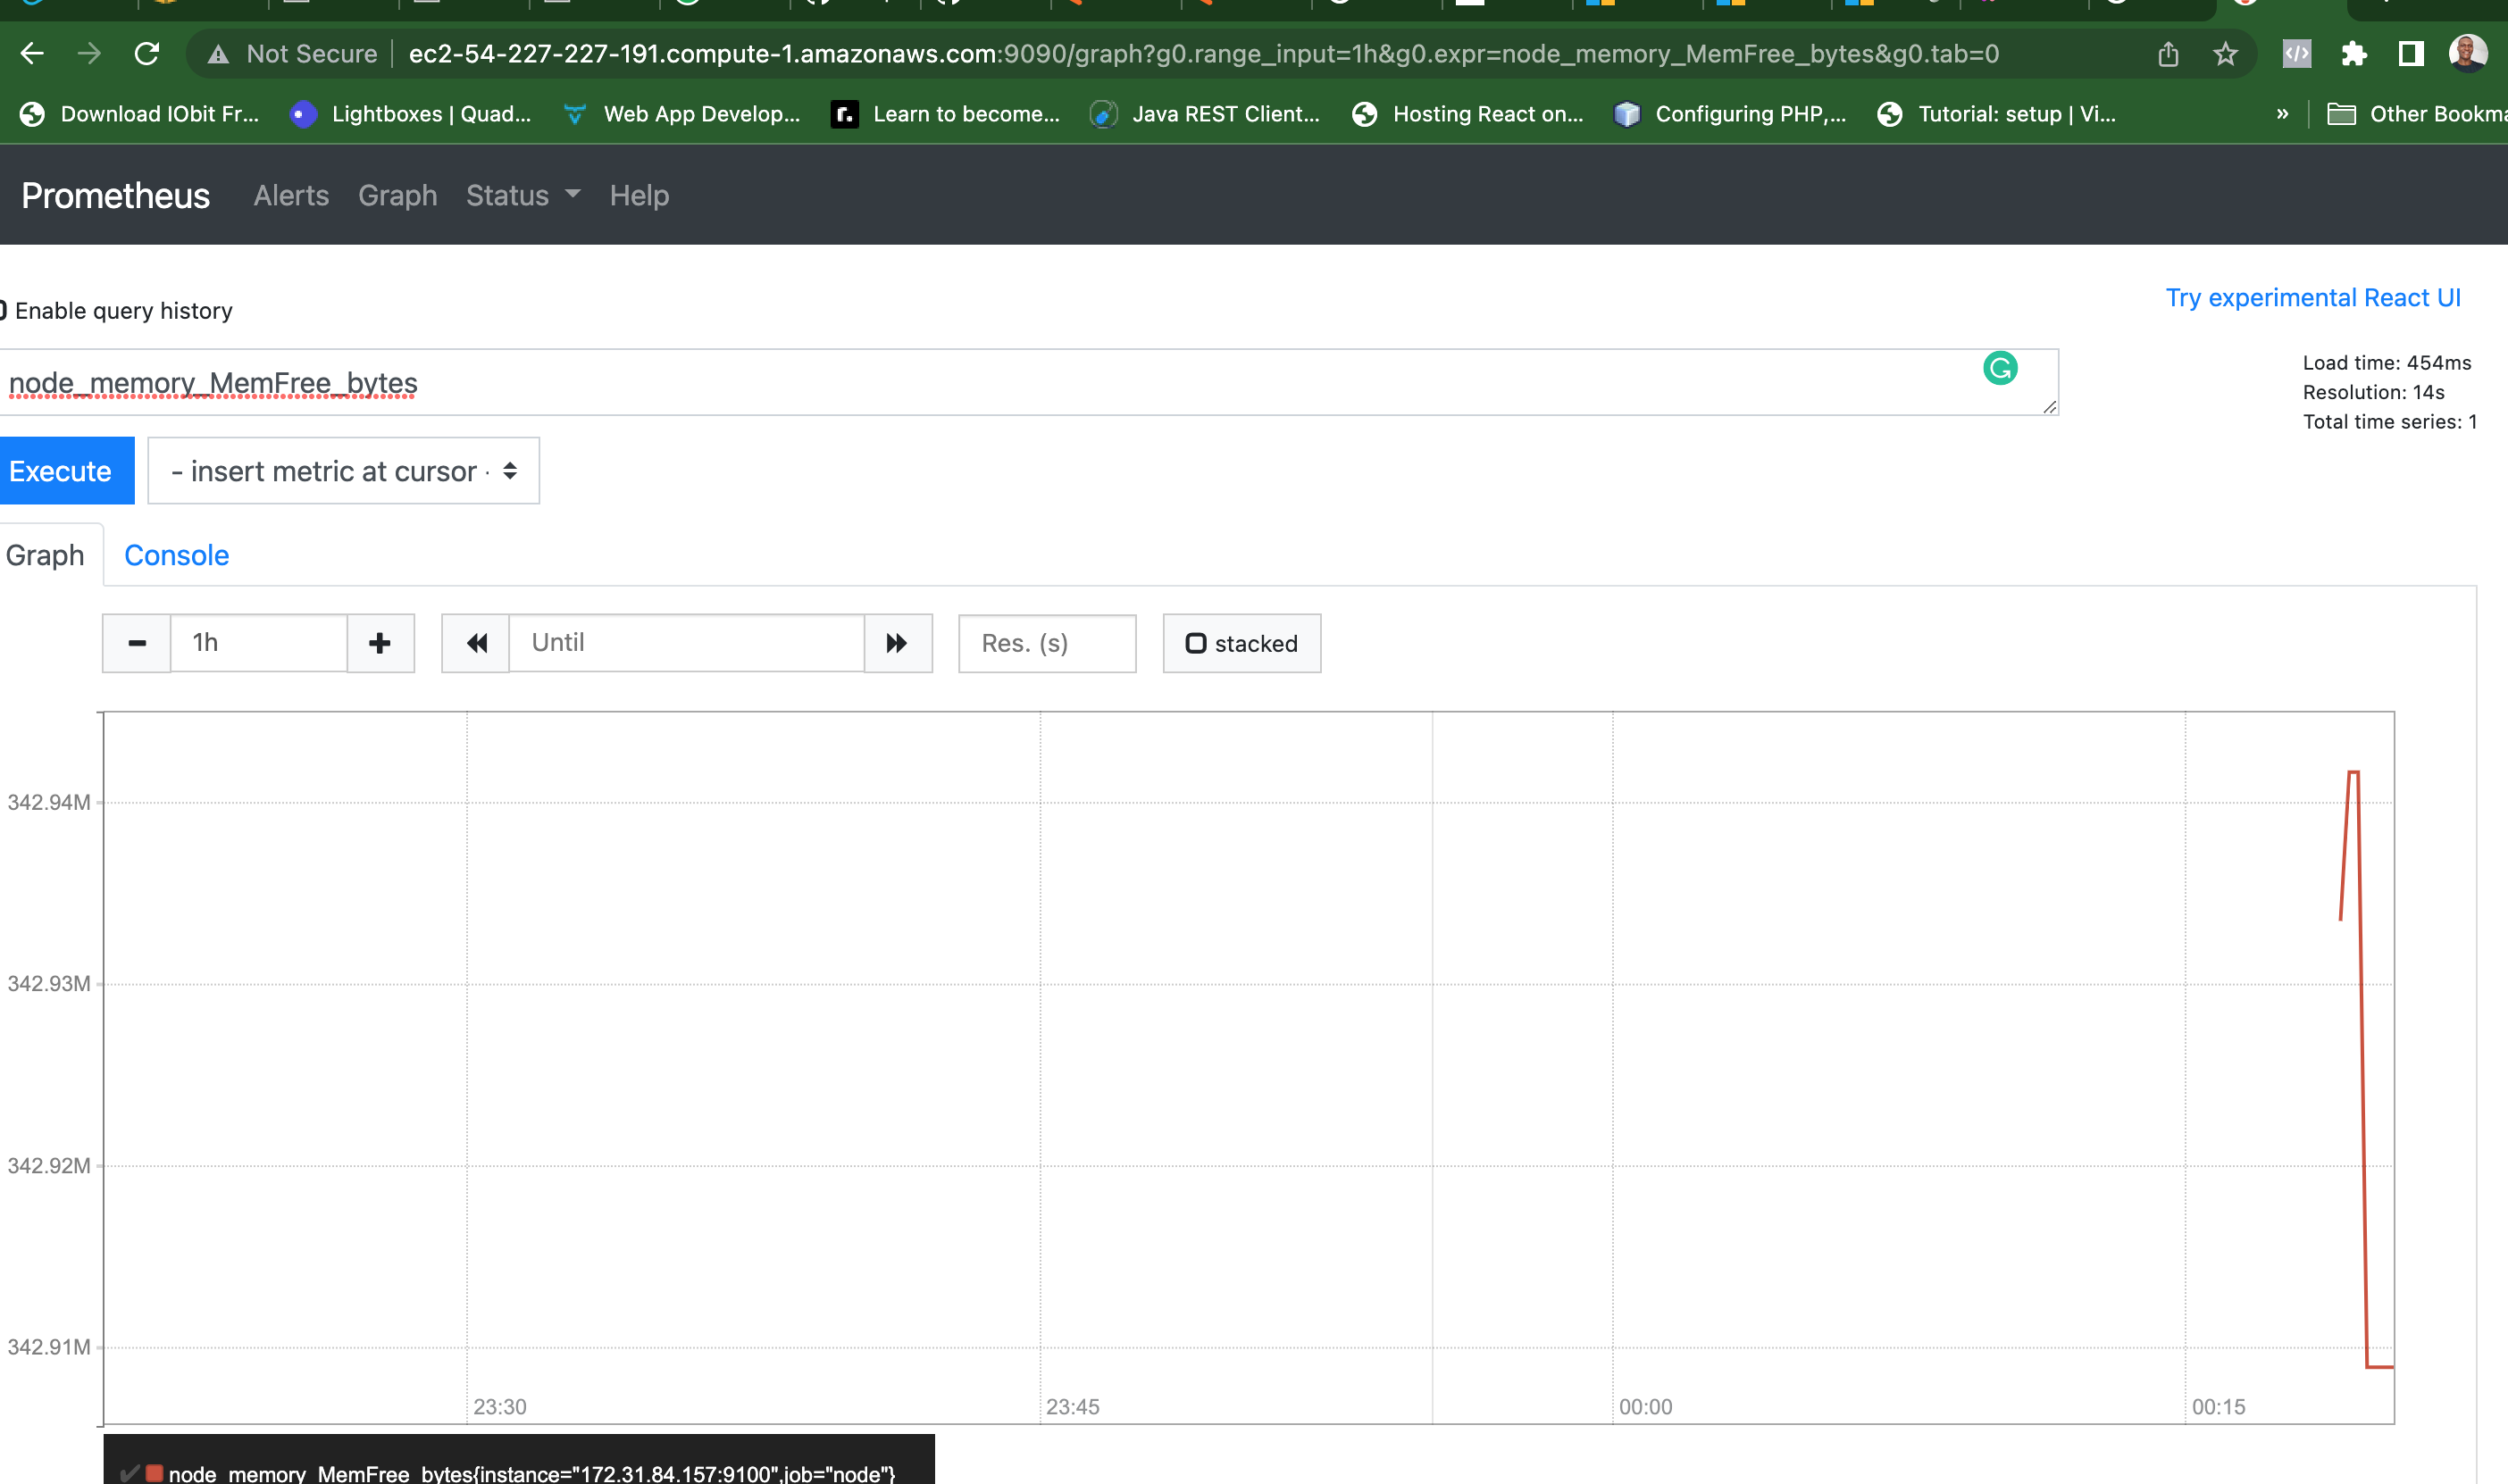 Not Secure
ec2-54-227-227-191.compute-1.amazonaws.com:9090/graph?g0.range_input=1h&g0.expr=node_memory_MemFree_bytes&g0.tab=0
Download IObit Fr...
Lightboxes | Quad...
Web App Develop...
r.
Learn to become...
Java REST Client...
Hosting React on...
Configuring PHP,...
Tutorial: setup | Vi...
»
Other Bookma
Prometheus
Alerts
Graph
Status
Help
Enable query history
Try experimental React UI
node_memory_MemFree_bytes
Load time: 454ms
Resolution: 14s
Total time series: 1
Execute
- insert metric at cursor -
Graph
Console
1h
Until
Res. (s)
stacked
342.94M
342.93M
342.92M
342.91M
23:30
23:45
00:00
00:15
node_memory_MemFree_bytes{instance="172.31.84.157:9100",job="node"}